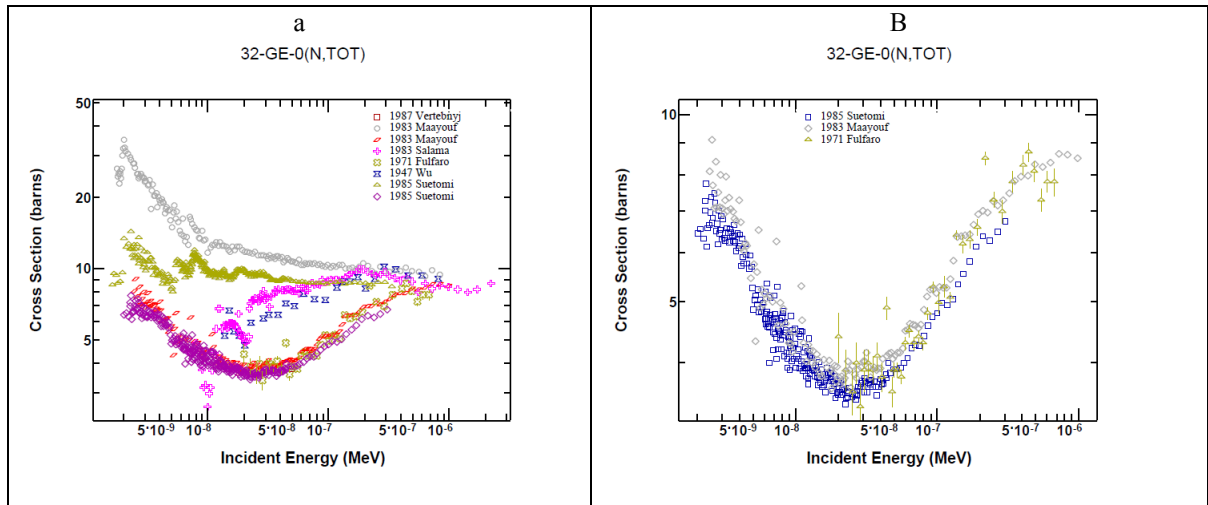 a
32-GE-0(N,TOT)
50
20
10
5
Cross Section (barns)
1987 Vertebnyj
1983 Maayouf
1983 Maayouf
1983 Salama
1971 Fulfaro
1947 Wu
1985 Suetomi
1985 Suetomi
5·10⁻⁹ 10⁻⁸ 5·10⁻⁸ 10⁻⁷ 5·10⁻⁷ 10⁻⁶
Incident Energy (MeV)
B
32-GE-0(N,TOT)
10
5
Cross Section (barns)
1985 Suetomi
1983 Maayouf
1971 Fulfaro
5·10⁻⁹ 10⁻⁸ 5·10⁻⁸ 10⁻⁷ 5·10⁻⁷ 10⁻⁶
Incident Energy (MeV)